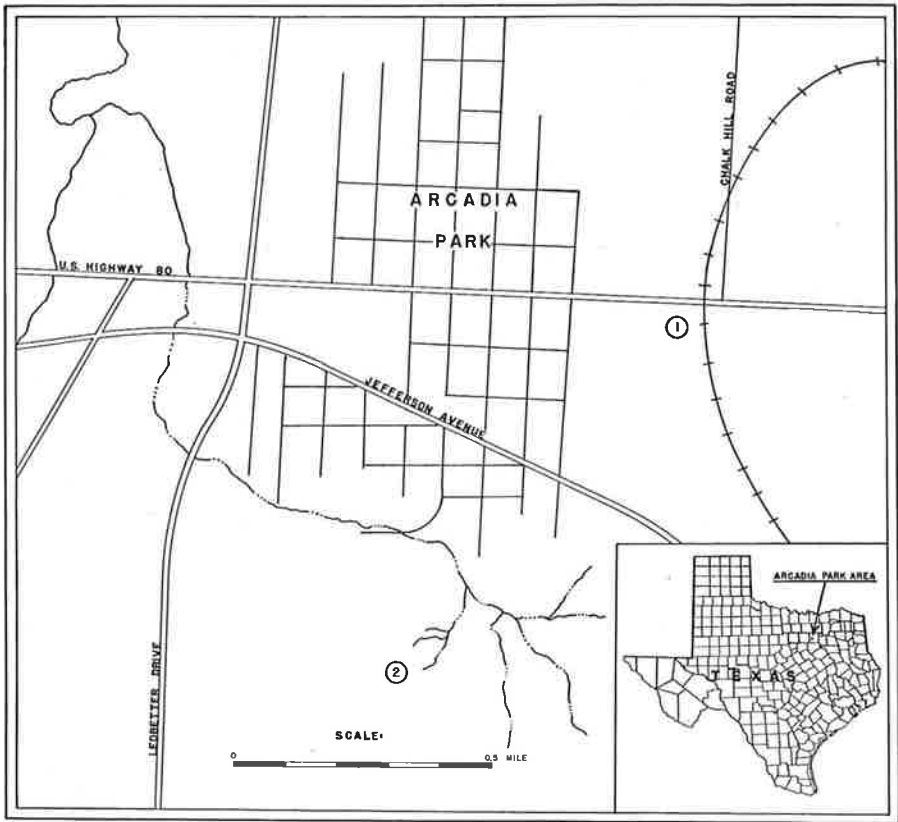 CHALK HILL ROAD
ARCADIA
PARK
U.S. HIGHWAY 80
1
JEFFERSON AVENUE
ARCADIA PARK AREA
LEDBETTER DRIVE
2
TEXAS
SCALE:
0 0.5 MILE